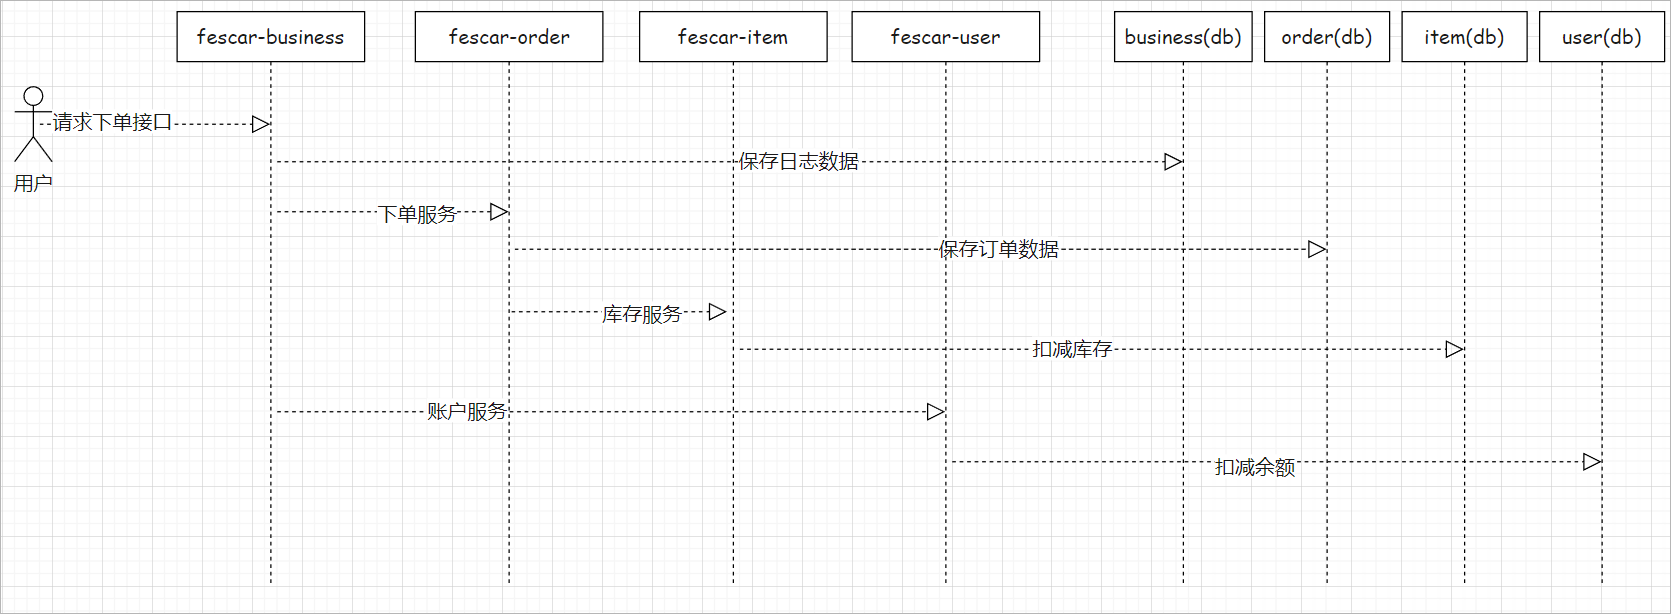 fescar-business
fescar-order
fescar-item
fescar-user
business(db)
order(db)
item(db)
user(db)
请求下单接口
用户
保存日志数据
下单服务
保存订单数据
库存服务
扣减库存
账户服务
扣减余额